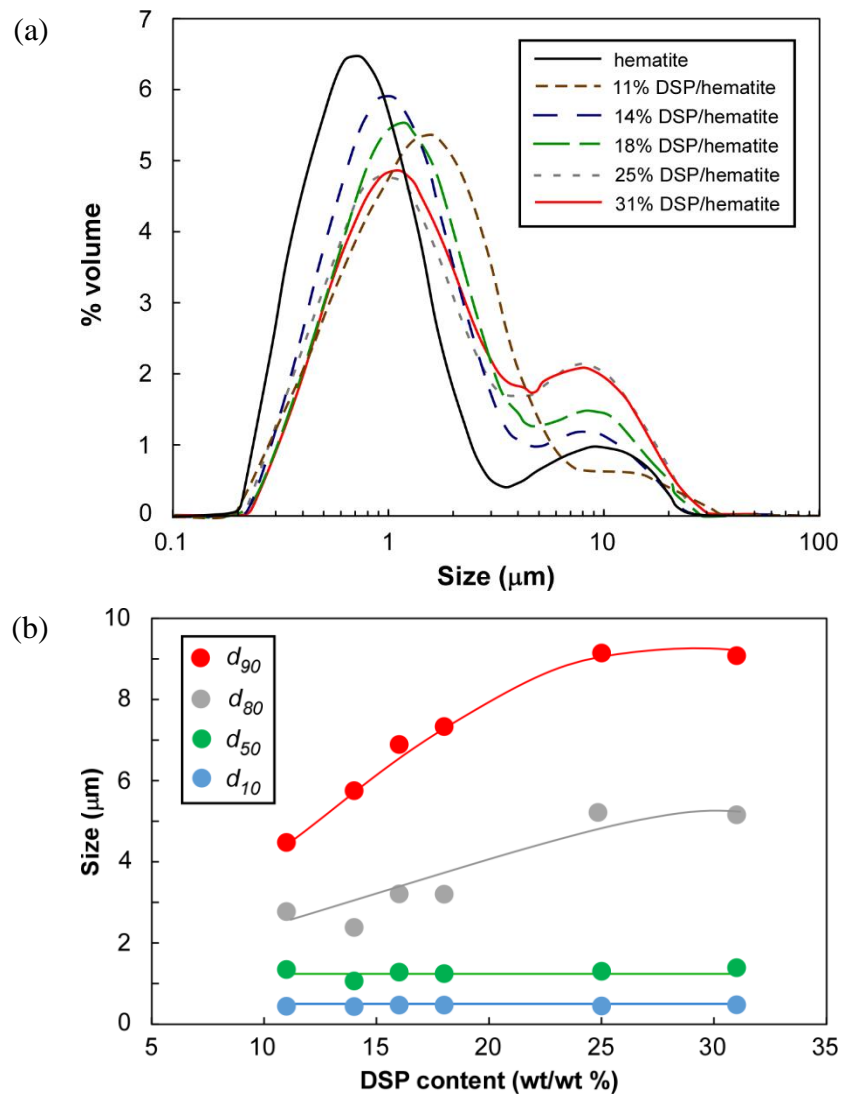 (a)
7
6
5
4
3
2
1
0
% volume
hematite
11% DSP/hematite
14% DSP/hematite
18% DSP/hematite
25% DSP/hematite
31% DSP/hematite
0.1
1
10
100
Size (μm)
(b)
10
8
6
4
2
0
Size (μm)
d90
d80
d50
d10
5
10
15
20
25
30
35
DSP content (wt/wt %)